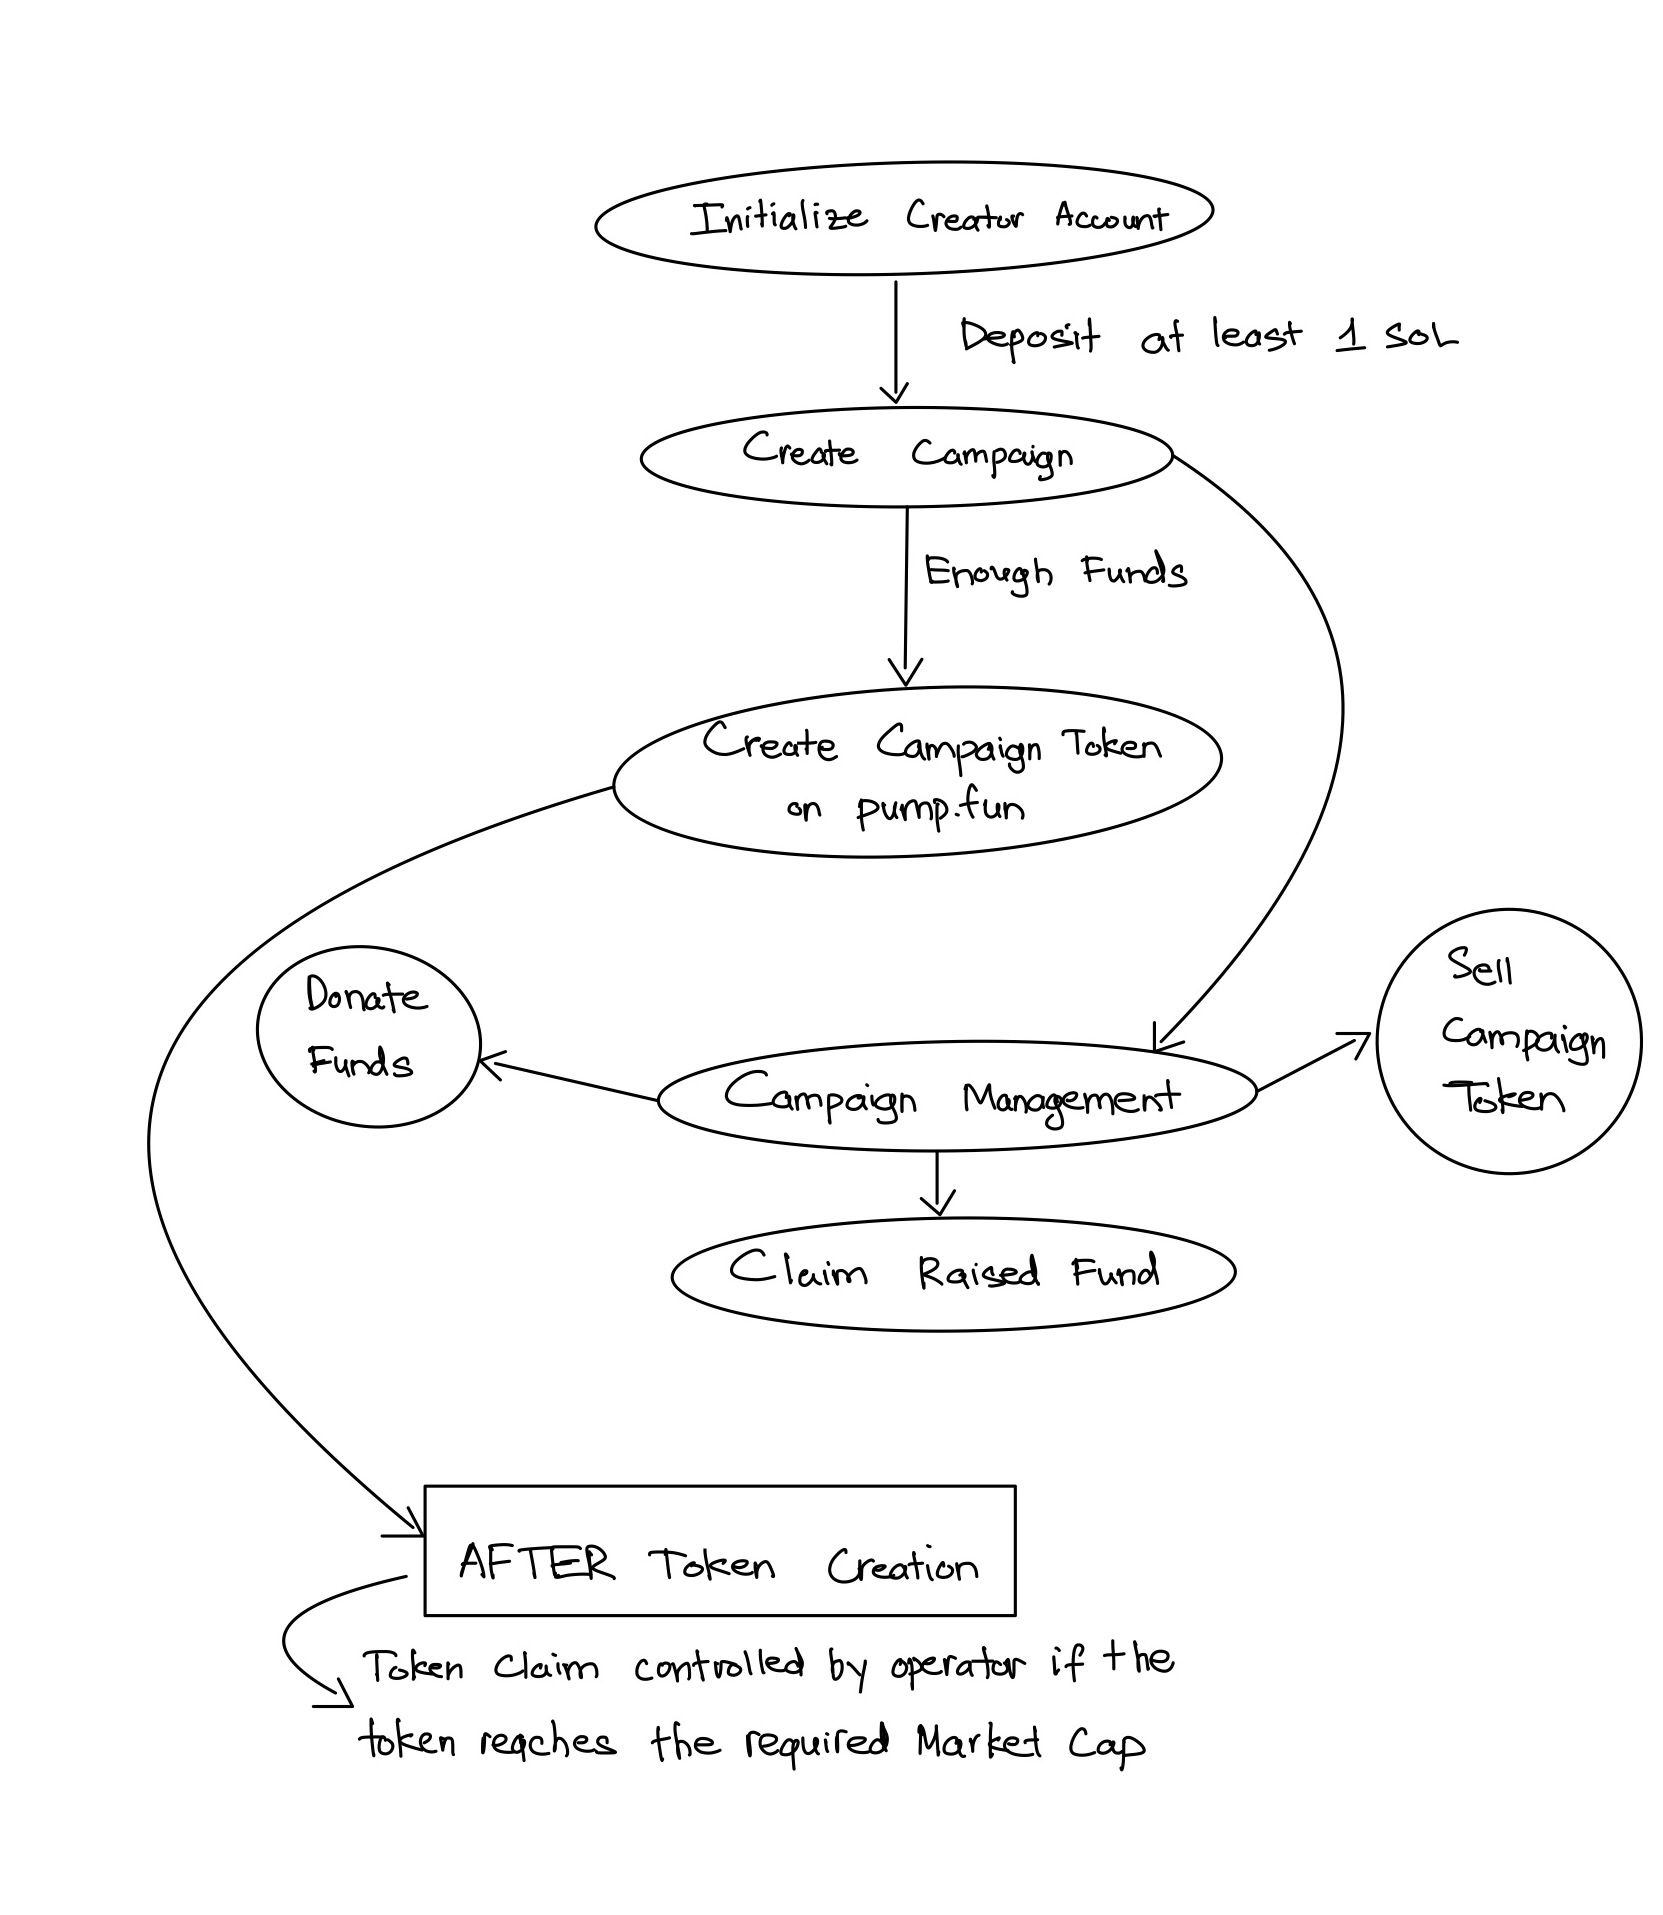 Initialize Creator Account
Deposit at least 1 SOL
Create Campaign
Enough Funds
Create Campaign Token
on pump.fun
Donate
Funds
Sell
Campaign
Token
Campaign Management
Claim Raised Fund
AFTER Token Creation
Token Claim controlled by operator if the
token reaches the required Market Cap